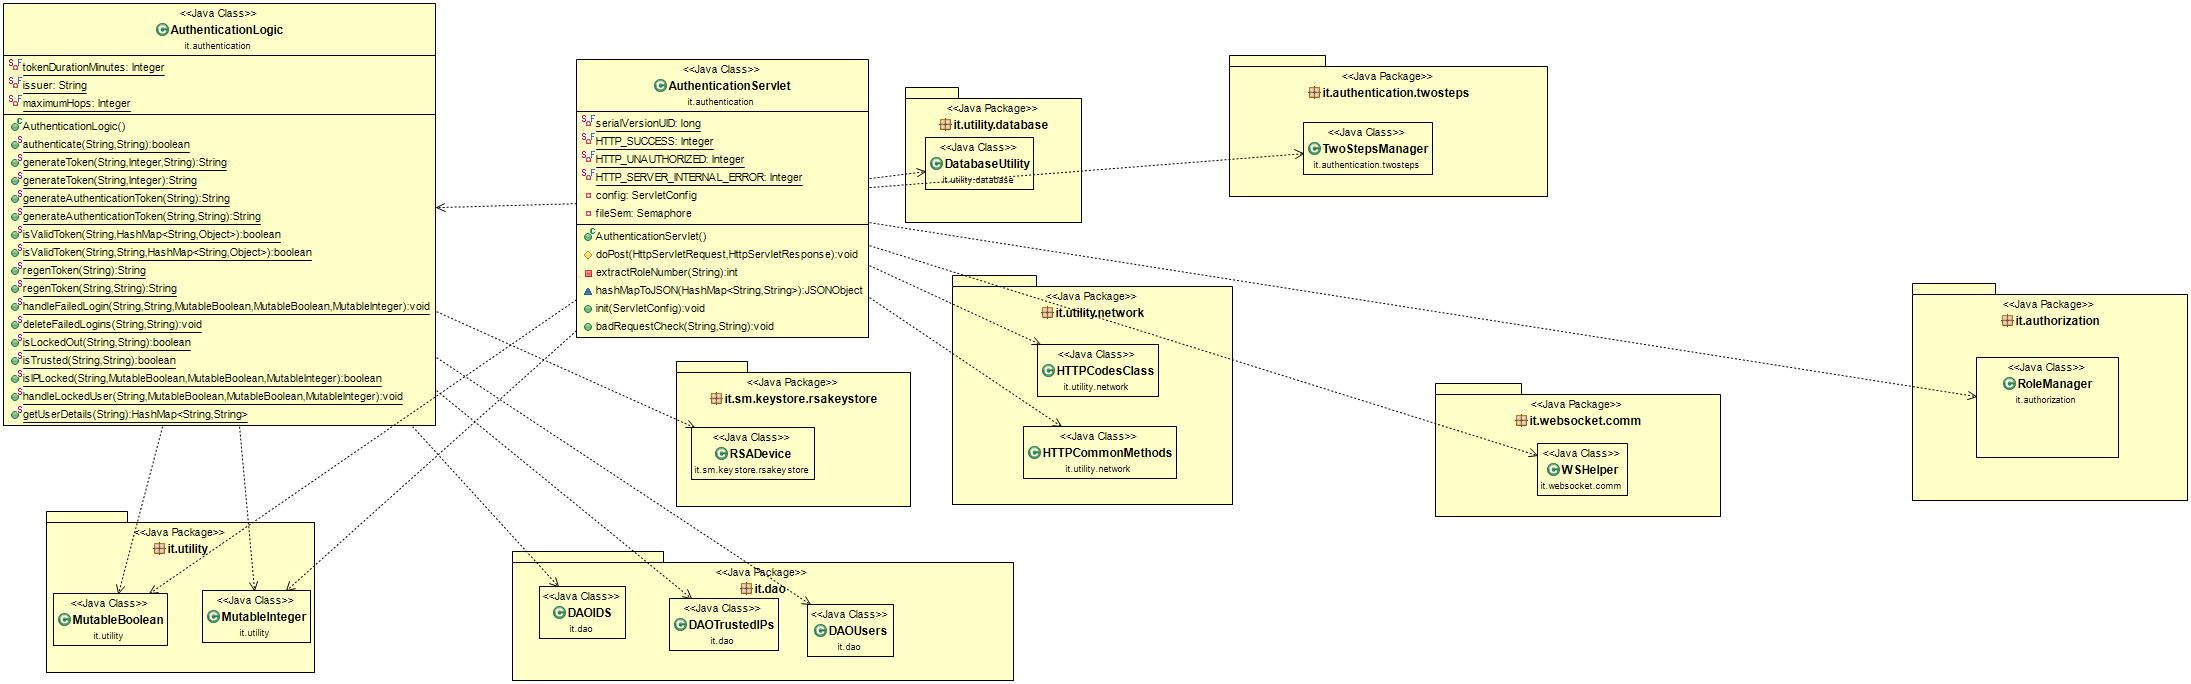 <<Java Class>>
AuthenticationLogic
it.authentication
tokenDurationMinutes: Integer
issuer: String
maximumHops: Integer
AuthenticationLogic()
authenticate(String,String):boolean
generateToken(String,Integer,String):String
generateToken(String,Integer):String
generateAuthenticationToken(String):String
generateAuthenticationToken(String,String):String
isValidToken(String,HashMap<String,Object>):boolean
isValidToken(String,String,HashMap<String,Object>):boolean
regenToken(String):String
regenToken(String,String):String
handleFailedLogin(String,String,MutableBoolean,MutableBoolean,MutableInteger):void
deleteFailedLogins(String,String):void
isLockedOut(String,String):boolean
isTrusted(String,String):boolean
isIPLocked(String,MutableBoolean,MutableBoolean,MutableInteger):boolean
handleLockedUser(String,MutableBoolean,MutableBoolean,MutableInteger):void
getUserDetails(String):HashMap<String,String>
<<Java Class>>
AuthenticationServlet
it.authentication
serialVersionUID: long
HTTP_SUCCESS: Integer
HTTP_UNAUTHORIZED: Integer
HTTP_SERVER_INTERNAL_ERROR: Integer
config: ServletConfig
fileSem: Semaphore
AuthenticationServlet()
doPost(HttpServletRequest,HttpServletResponse):void
extractRoleNumber(String):int
hashMapToJSON(HashMap<String,String>):JSONObject
init(ServletConfig):void
badRequestCheck(String,String):void
<<Java Package>>
it.utility.database
<<Java Class>>
DatabaseUtility
it.utility.database
<<Java Package>>
it.authentication.twosteps
<<Java Class>>
TwoStepsManager
it.authentication.twosteps
<<Java Package>>
it.utility.network
<<Java Class>>
HTTPCodesClass
it.utility.network
<<Java Class>>
HTTPCommonMethods
it.utility.network
<<Java Package>>
it.authorization
<<Java Class>>
RoleManager
it.authorization
<<Java Package>>
it.sm.keystore.rsakeystore
<<Java Class>>
RSADevice
it.sm.keystore.rsakeystore
<<Java Package>>
it.websocket.comm
<<Java Class>>
WSHelper
it.websocket.comm
<<Java Package>>
it.utility
<<Java Class>>
MutableBoolean
it.utility
<<Java Class>>
MutableInteger
it.utility
<<Java Package>>
it.dao
<<Java Class>>
DAOIDS
it.dao
<<Java Class>>
DAOTrustedIPs
it.dao
<<Java Class>>
DAOUsers
it.dao